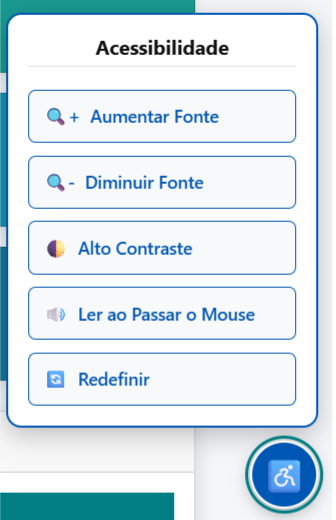 Acessibilidade
+ Aumentar Fonte
- Diminuir Fonte
Alto Contraste
Ler ao Passar o Mouse
Redefinir